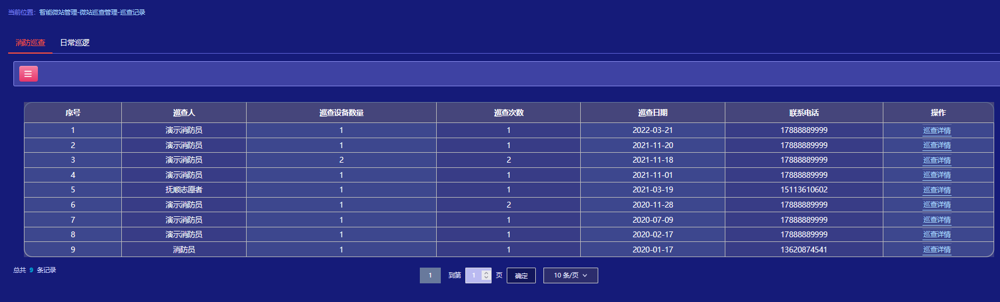 当前位置：智能微站管理-微站巡查管理-巡查记录
消防巡查 日常巡逻
序号 巡查人 巡查设备数量 巡查次数 巡查日期 联系电话 操作
1 演示消防员 1 1 2022-03-21 17888889999 巡查详情
2 演示消防员 1 1 2021-11-20 17888889999 巡查详情
3 演示消防员 2 2 2021-11-18 17888889999 巡查详情
4 演示消防员 1 1 2021-11-01 17888889999 巡查详情
5 抚顺志愿者 1 1 2021-03-19 15113610602 巡查详情
6 演示消防员 1 2 2020-11-28 17888889999 巡查详情
7 演示消防员 1 1 2020-07-09 17888889999 巡查详情
8 演示消防员 1 1 2020-02-17 17888889999 巡查详情
9 消防员 1 1 2020-01-17 13620874541 巡查详情
总共 9 条记录 1 到第 1 页 确定 10 条/页